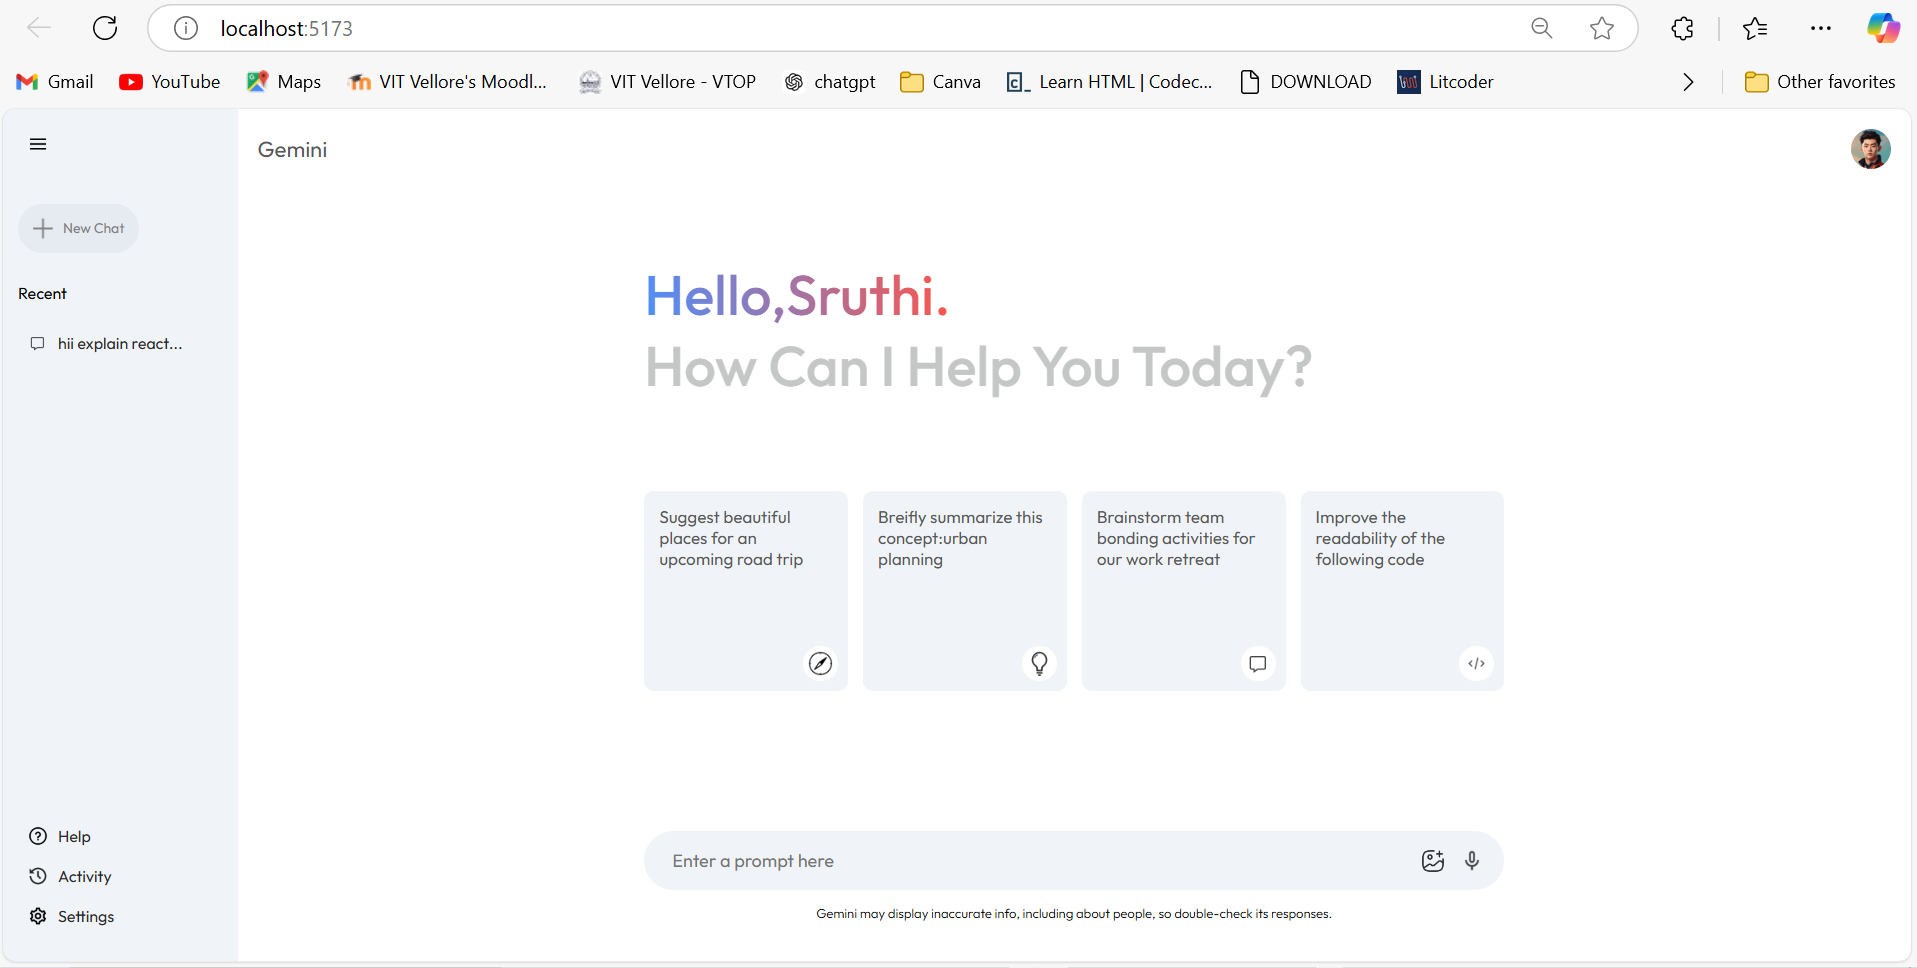 localhost:5173
Gmail
YouTube
Maps
VIT Vellore's Moodl...
VIT Vellore - VTOP
chatgpt
Canva
Learn HTML | Codec...
DOWNLOAD
Litcoder
Other favorites
Gemini
New Chat
Recent
hii explain react...
Hello,Sruthi.
How Can I Help You Today?
Suggest beautiful
places for an
upcoming road trip
Breifly summarize this
concept:urban
planning
Brainstorm team
bonding activities for
our work retreat
Improve the
readability of the
following code
Help
Activity
Settings
Enter a prompt here
Gemini may display inaccurate info, including about people, so double-check its responses.